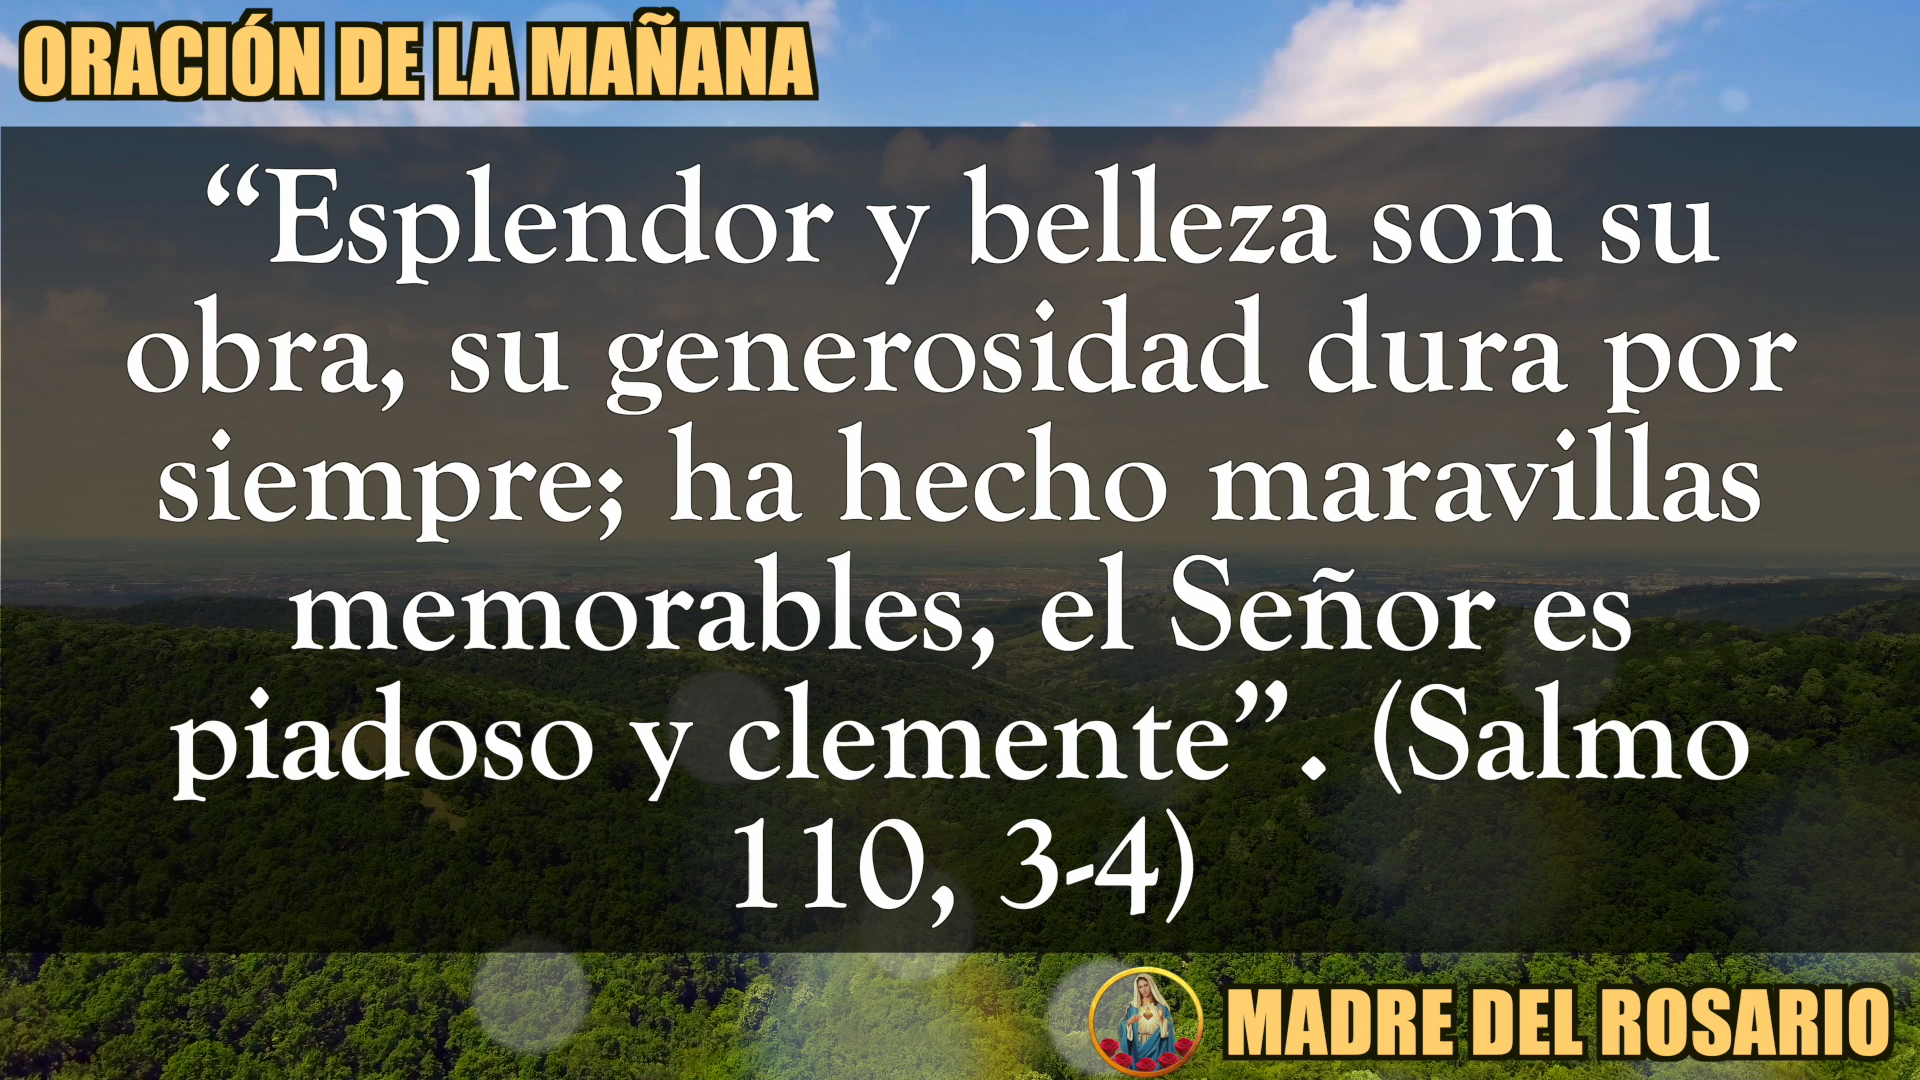 ORACIÓN DE LA MAÑANA
“Esplendor y belleza son su
obra, su generosidad dura por
siempre; ha hecho maravillas
memorables, el Señor es
piadoso y clemente”. (Salmo
110, 3-4)
MADRE DEL ROSARIO